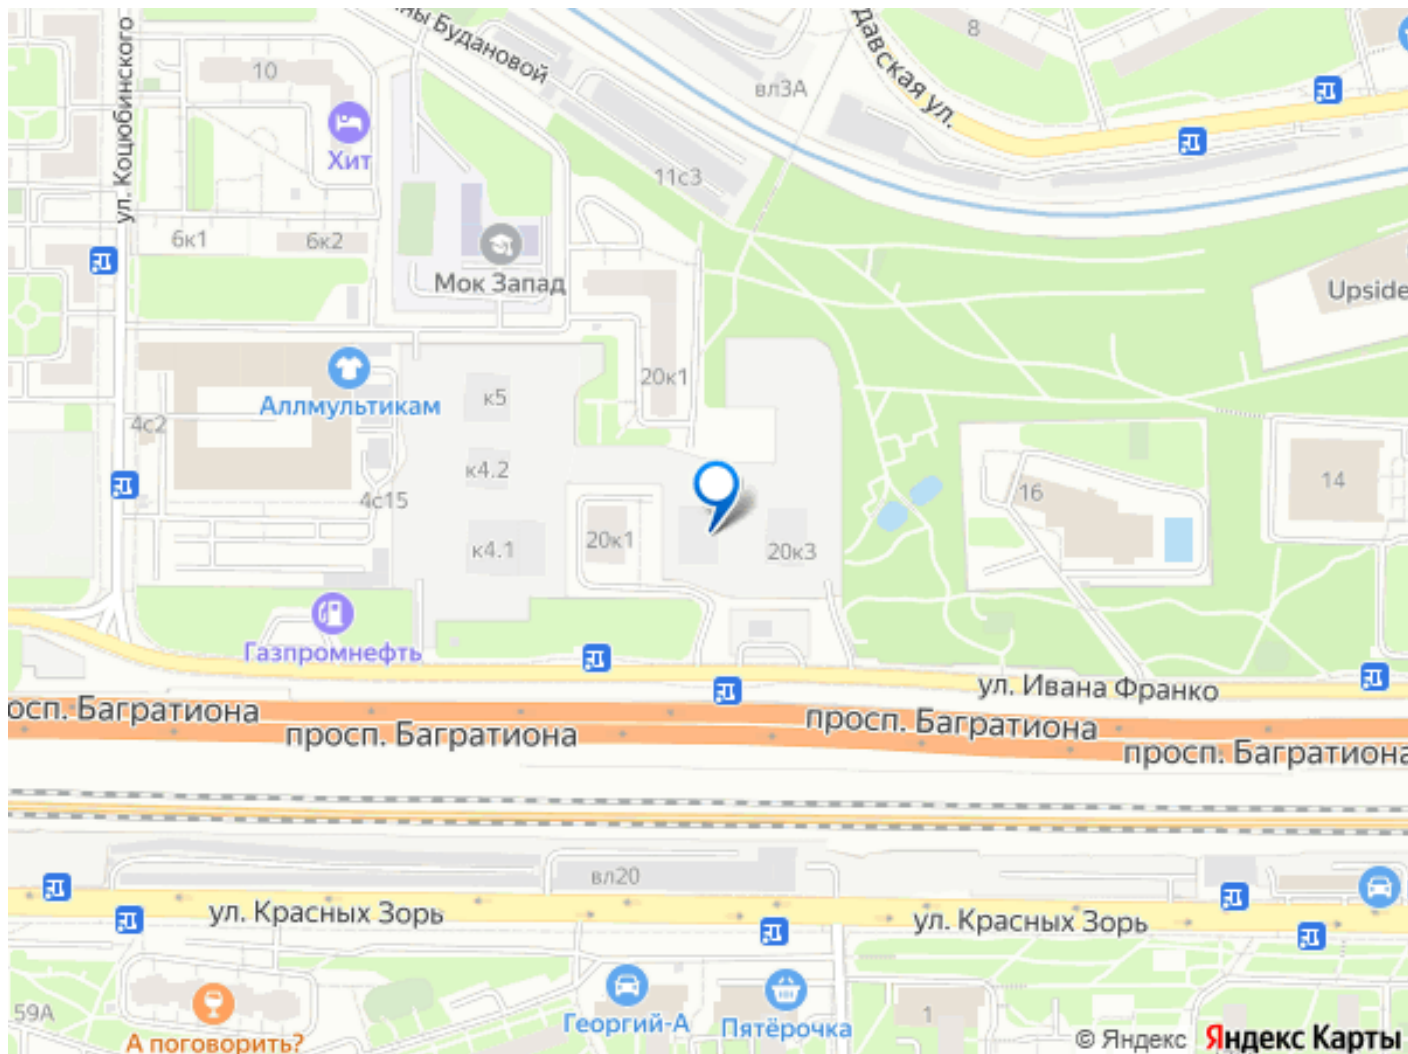 ул. Коцюбинского
ны Будановой
давская ул.
8
10
вл3А
Хит
11с3
6к1
6к2
Мок Запад
Upside
20к1
Аллмультикам
к5
4с2
к4.2
4с15
16
14
20к1
к4.1
20к3
Газпромнефть
ул. Ивана Франко
осп. Багратиона
просп. Багратиона
просп. Багратиона
просп. Багратиона
вл20
ул. Красных Зорь
ул. Красных Зорь
59А
Георгий-А
Пятёрочка
1
А поговорить?
© Яндекс Яндекс Карты